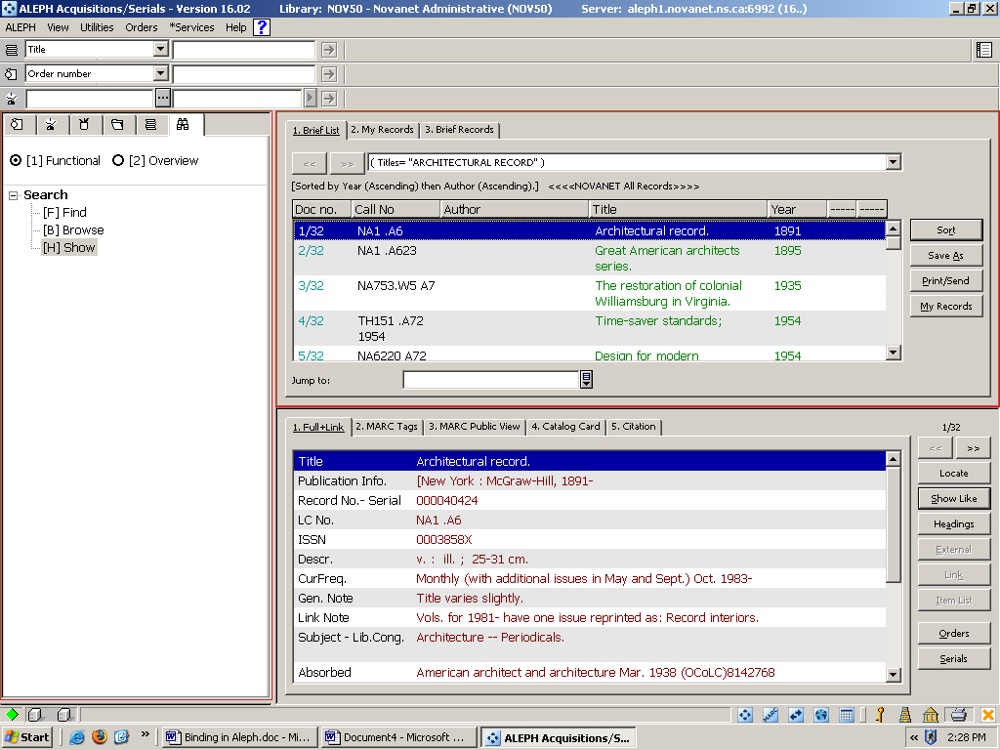 ALEPH Acquisitions/Serials - Version 16.02 Library: NOV50 - Novanet Administrative (NOV50) Server: aleph1.novanet.ns.ca:6992 (16..)
ALEPH View Utilities Orders *Services Help ?
Title
Order number
...
1. Brief List 2. My Records 3. Brief Records
[1] Functional [2] Overview
<< >> ( Titles= "ARCHITECTURAL RECORD" )
[Sorted by Year (Ascending) then Author (Ascending).] <<<<NOVANET All Records>>>>
Search
[F] Find
[B] Browse
[H] Show
Doc no. Call No Author Title Year ----- -----
1/32 NA1 .A6 Architectural record. 1891
2/32 NA1 .A623 Great American architects 1895
series.
3/32 NA753.W5 A7 The restoration of colonial 1935
Williamsburg in Virginia.
4/32 TH151 .A72 Time-saver standards; 1954
1954
5/32 NA6220 A72 Design for modern 1954
Sort
Save As
Print/Send
My Records
Jump to:
1. Full+Link 2. MARC Tags 3. MARC Public View 4. Catalog Card 5. Citation
1/32
<< >>
Title Architectural record.
Publication Info. [New York : McGraw-Hill, 1891-
Record No.- Serial 000040424
LC No. NA1 .A6
ISSN 0003858X
Descr. v. : ill. ; 25-31 cm.
CurFreq. Monthly (with additional issues in May and Sept.) Oct. 1983-
Gen. Note Title varies slightly.
Link Note Vols. for 1981- have one issue reprinted as: Record interiors.
Subject - Lib.Cong. Architecture -- Periodicals.
Absorbed American architect and architecture Mar. 1938 (OCoLC)8142768
Locate
Show Like
Headings
External
Link
Item List
Orders
Serials
MARC
Start » Binding in Aleph.doc - Mi... Document4 - Microsoft ... ALEPH Acquisitions/S... « 2:28 PM